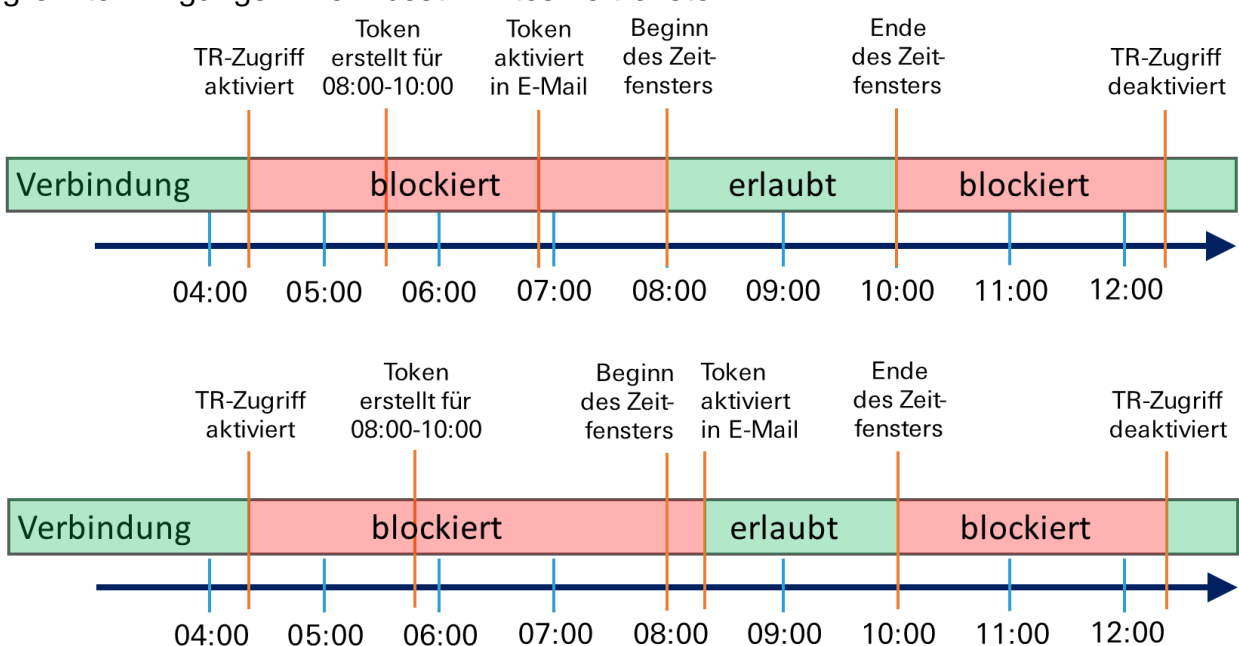 TR-Zugriff
aktiviert
Token
erstellt für
08:00-10:00
Token
aktiviert
in E-Mail
Beginn
des Zeit-
fensters
Ende
des Zeit-
fensters
TR-Zugriff
deaktiviert
Verbindung blockiert erlaubt blockiert
04:00 05:00 06:00 07:00 08:00 09:00 10:00 11:00 12:00
TR-Zugriff
aktiviert
Token
erstellt für
08:00-10:00
Beginn
des Zeit-
fensters
Token
aktiviert
in E-Mail
Ende
des Zeit-
fensters
TR-Zugriff
deaktiviert
Verbindung blockiert erlaubt blockiert
04:00 05:00 06:00 07:00 08:00 09:00 10:00 11:00 12:00